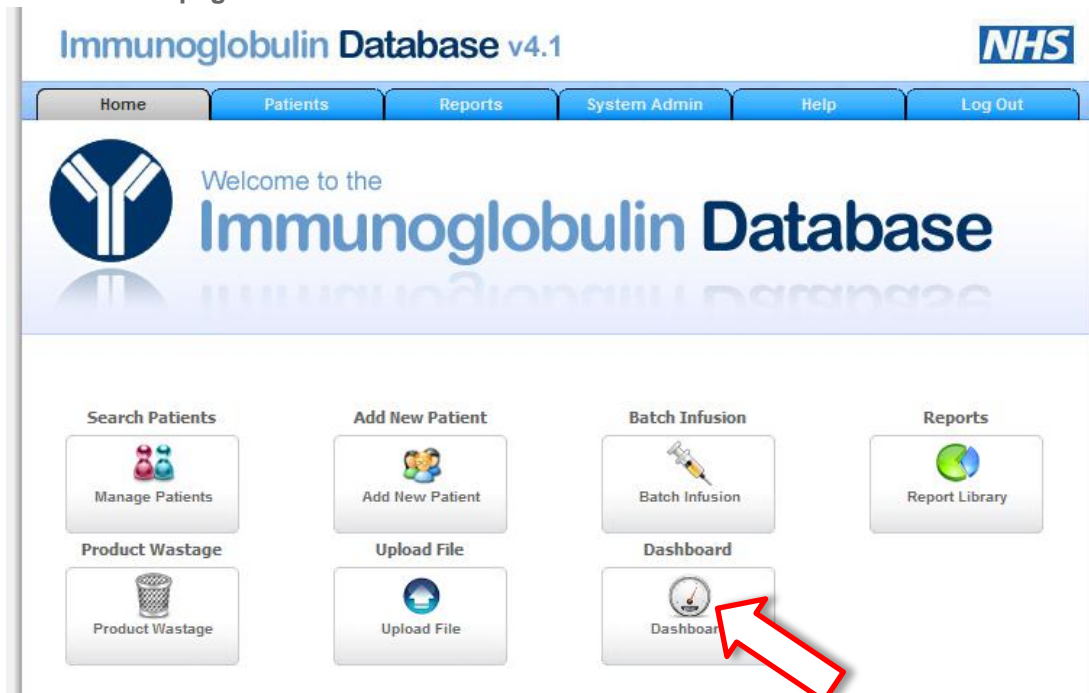 Immunoglobulin Database v4.1
NHS
Home Patients Reports System Admin Help Log Out
Welcome to the
Immunoglobulin Database
Search Patients Add New Patient Batch Infusion Reports
Manage Patients Add New Patient Batch Infusion Report Library
Product Wastage Upload File Dashboard
Product Wastage Upload File Dashboar